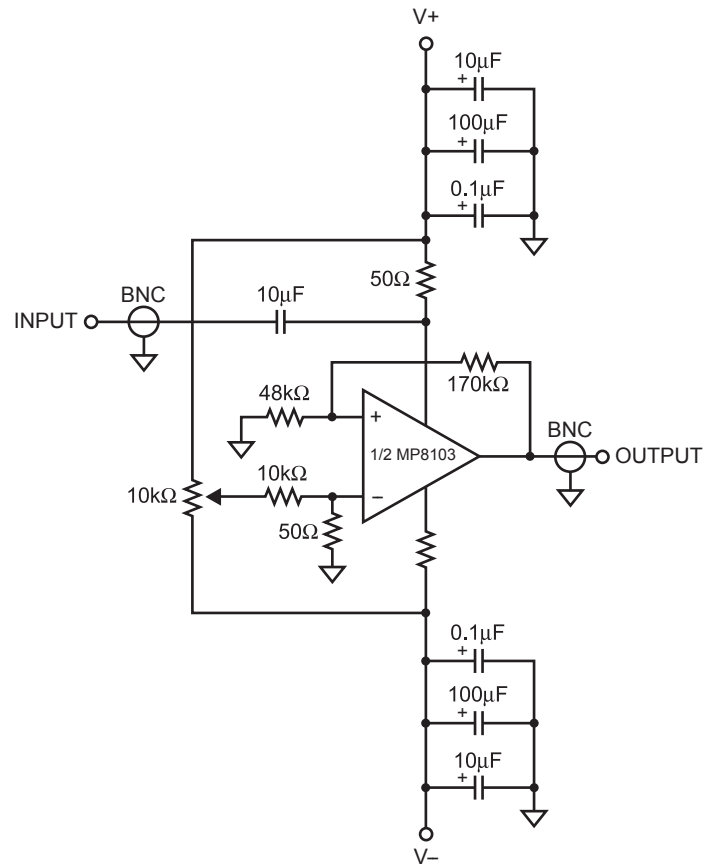 V+
10μF
+
100μF
+
0.1μF
+
50Ω
BNC
10μF
INPUT
170kΩ
48kΩ
+
BNC
1/2 MP8103
OUTPUT
10kΩ
10kΩ
–
50Ω
0.1μF
+
100μF
+
10μF
+
V–